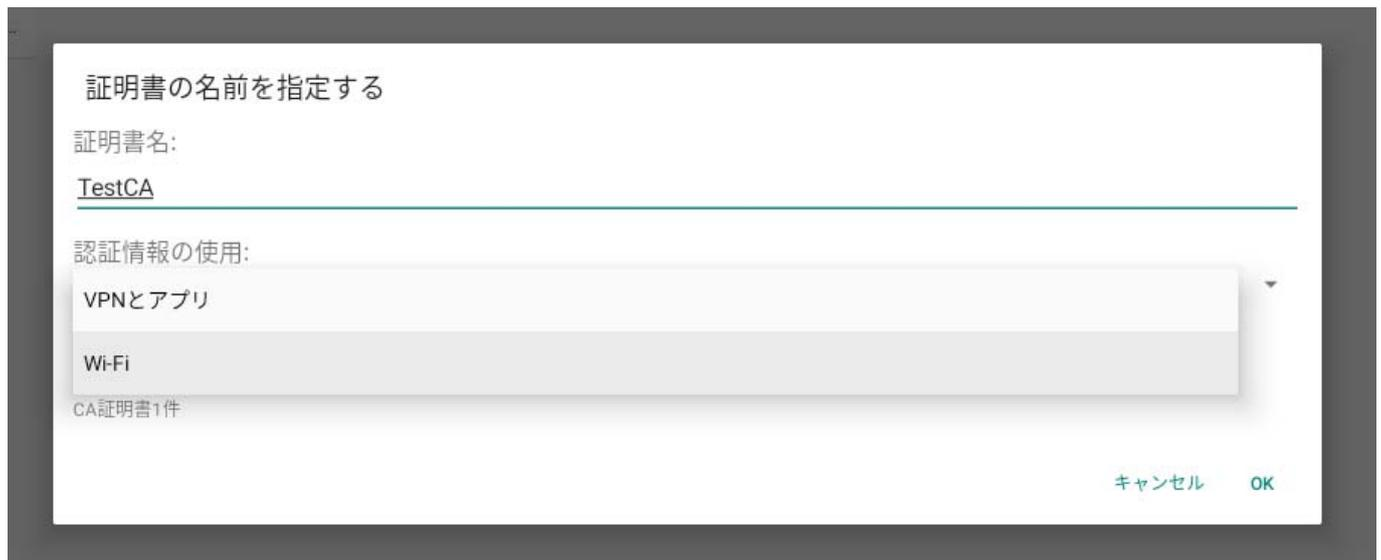 証明書の名前を指定する
証明書名:
TestCA
認証情報の使用:
VPNとアプリ
Wi-Fi
CA証明書1件
キャンセル OK